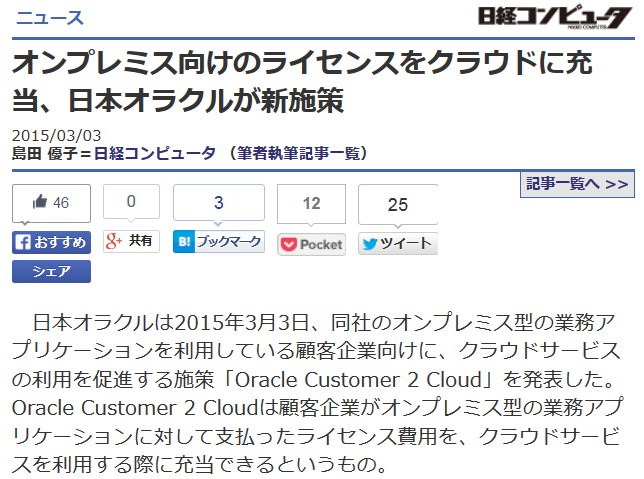 ニュース
日経コンピュータ
NIKKEI COMPUTER
オンプレミス向けのライセンスをクラウドに充
当、日本オラクルが新施策
2015/03/03
島田 優子＝日経コンピュータ （筆者執筆記事一覧）
記事一覧へ >>
46 0 3 12 25
f おすすめ g+ 共有 B! ブックマーク Pocket ツイート
シェア
日本オラクルは2015年3月3日、同社のオンプレミス型の業務ア
プリケーションを利用している顧客企業向けに、クラウドサービス
の利用を促進する施策「Oracle Customer 2 Cloud」を発表した。
Oracle Customer 2 Cloudは顧客企業がオンプレミス型の業務アプ
リケーションに対して支払ったライセンス費用を、クラウドサービ
スを利用する際に充当できるというもの。